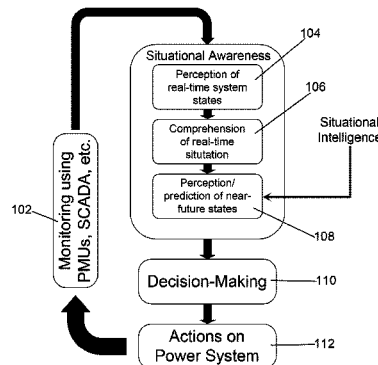 Situational Awareness
104
Perception of
real-time system
states
106
Comprehension
of real-time
situtation
Situational
Intelligence
Perception/
prediction of near-
future states
108
102
Monitoring using
PMUs, SCADA, etc.
Decision-Making
110
Actions on
Power System
112